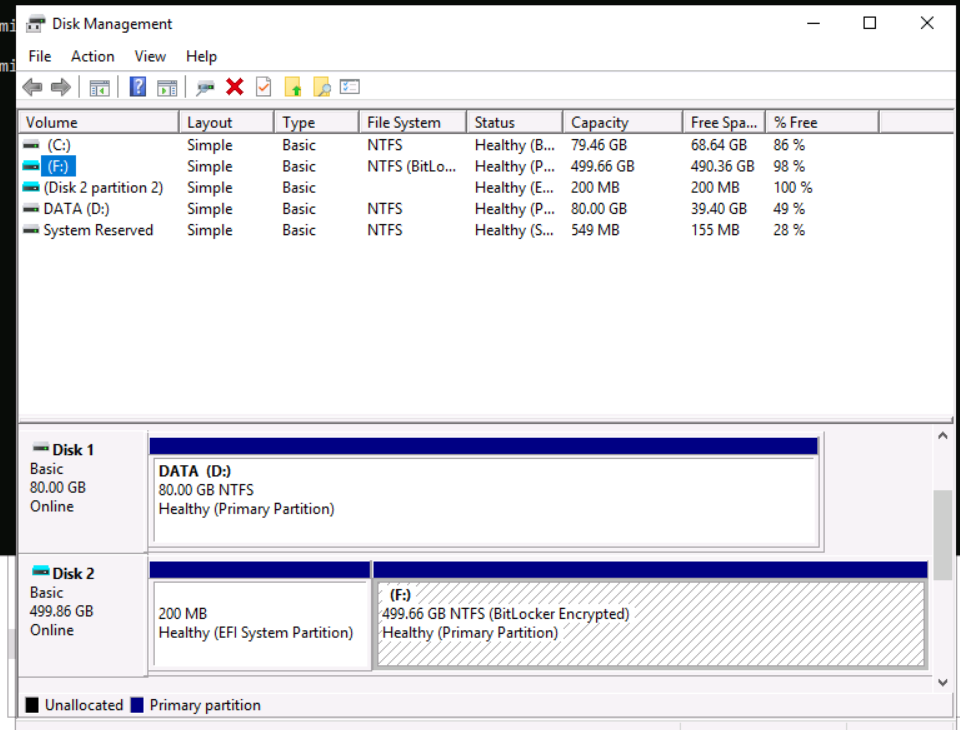 mi
mi
Disk Management
File Action View Help
Volume Layout Type File System Status Capacity Free Spa... % Free
(C:) Simple Basic NTFS Healthy (B... 79.46 GB 68.64 GB 86 %
(F:) Simple Basic NTFS (BitLo... Healthy (P... 499.66 GB 490.36 GB 98 %
(Disk 2 partition 2) Simple Basic Healthy (E... 200 MB 200 MB 100 %
DATA (D:) Simple Basic NTFS Healthy (P... 80.00 GB 39.40 GB 49 %
System Reserved Simple Basic NTFS Healthy (S... 549 MB 155 MB 28 %
Disk 1
Basic
80.00 GB
Online
DATA (D:)
80.00 GB NTFS
Healthy (Primary Partition)
Disk 2
Basic
499.86 GB
Online
200 MB
Healthy (EFI System Partition)
(F:)
499.66 GB NTFS (BitLocker Encrypted)
Healthy (Primary Partition)
Unallocated Primary partition